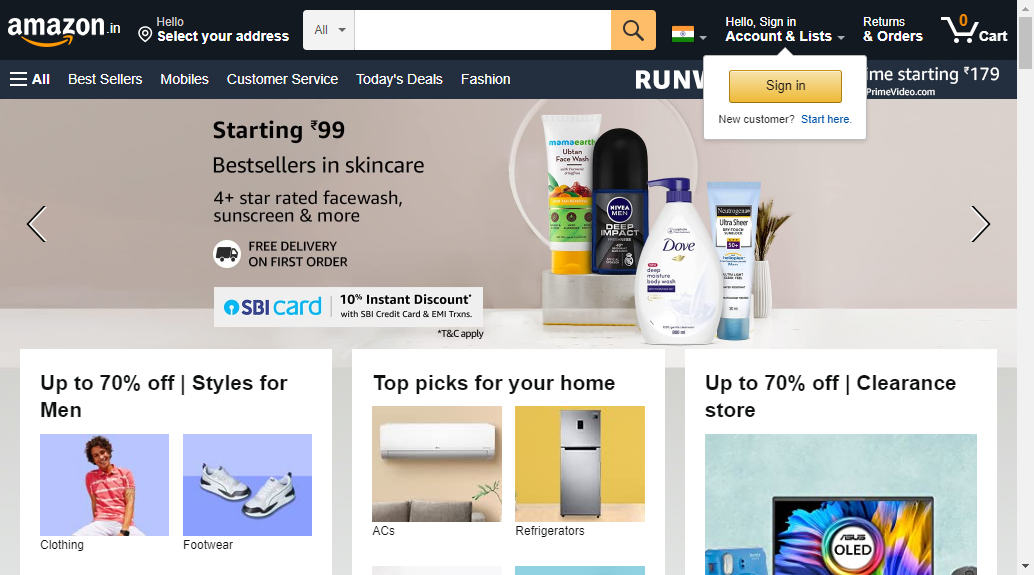 amazon.in
Hello
Select your address
All
Hello, Sign in
Account & Lists
Returns
& Orders
0
Cart
All
Best Sellers
Mobiles
Customer Service
Today's Deals
Fashion
RUNW
ime starting ₹179
PrimeVideo.com
Sign in
New customer? Start here.
Starting ₹99
Bestsellers in skincare
4+ star rated facewash,
sunscreen & more
FREE DELIVERY
ON FIRST ORDER
SBI card
10% Instant Discount*
with SBI Credit Card & EMI Trxns.
*T&C apply
mamaearth
Ubtan
Face Wash
NIVEA
MEN
DEEP
IMPACT
Dove
deep
moisture
body wash
Neutrogena
Ultra Sheer
DRY-TOUCH
SUNBLOCK
50+
Up to 70% off | Styles for
Men
Clothing
Footwear
Top picks for your home
ACs
Refrigerators
Up to 70% off | Clearance
store
ASUS
OLED